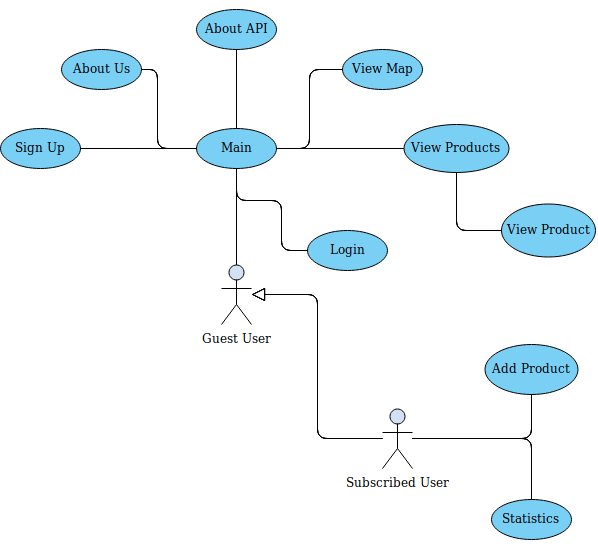 About API
About Us
View Map
Sign Up
Main
View Products
View Product
Login
Guest User
Add Product
Subscribed User
Statistics